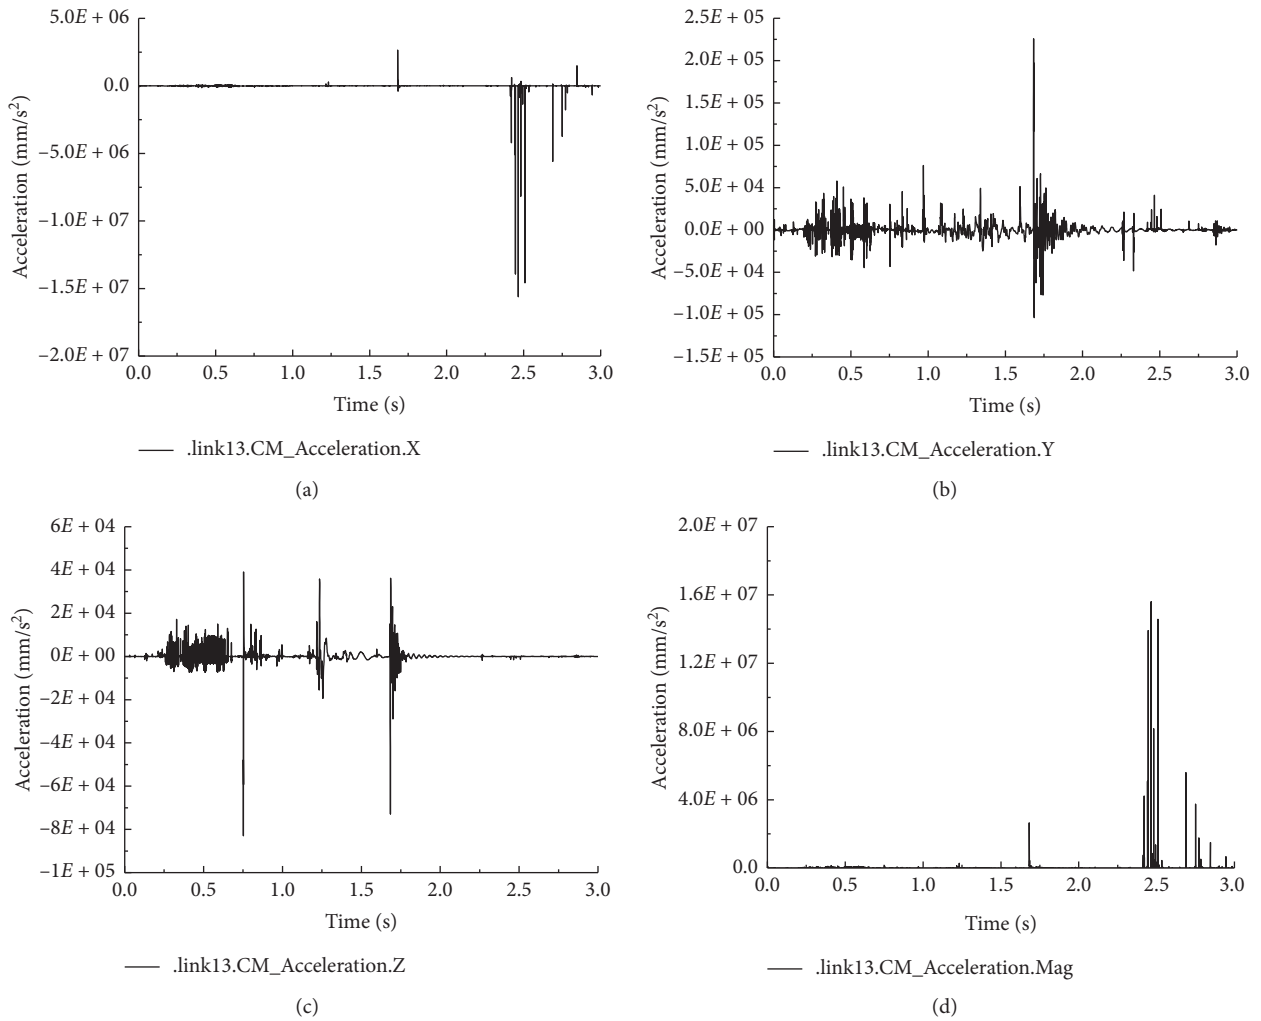 5.0E + 06
0.0
−5.0E + 06
−1.0E + 07
−1.5E + 07
−2.0E + 07
Acceleration (mm/s2)
0.0 0.5 1.0 1.5 2.0 2.5 3.0
Time (s)
.link13.CM_Acceleration.X
(a)
2.5E + 05
2.0E + 05
1.5E + 05
1.0E + 05
5.0E + 04
0.0E + 00
−5.0E + 04
−1.0E + 05
−1.5E + 05
Acceleration (mm/s2)
0.0 0.5 1.0 1.5 2.0 2.5 3.0
Time (s)
.link13.CM_Acceleration.Y
(b)
6E + 04
4E + 04
2E + 04
0E + 00
−2E + 04
−4E + 04
−6E + 04
−8E + 04
−1E + 05
Acceleration (mm/s2)
0.0 0.5 1.0 1.5 2.0 2.5 3.0
Time (s)
.link13.CM_Acceleration.Z
(c)
2.0E + 07
1.6E + 07
1.2E + 07
8.0E + 06
4.0E + 06
0.0
Acceleration (mm/s2)
0.0 0.5 1.0 1.5 2.0 2.5 3.0
Time (s)
.link13.CM_Acceleration.Mag
(d)